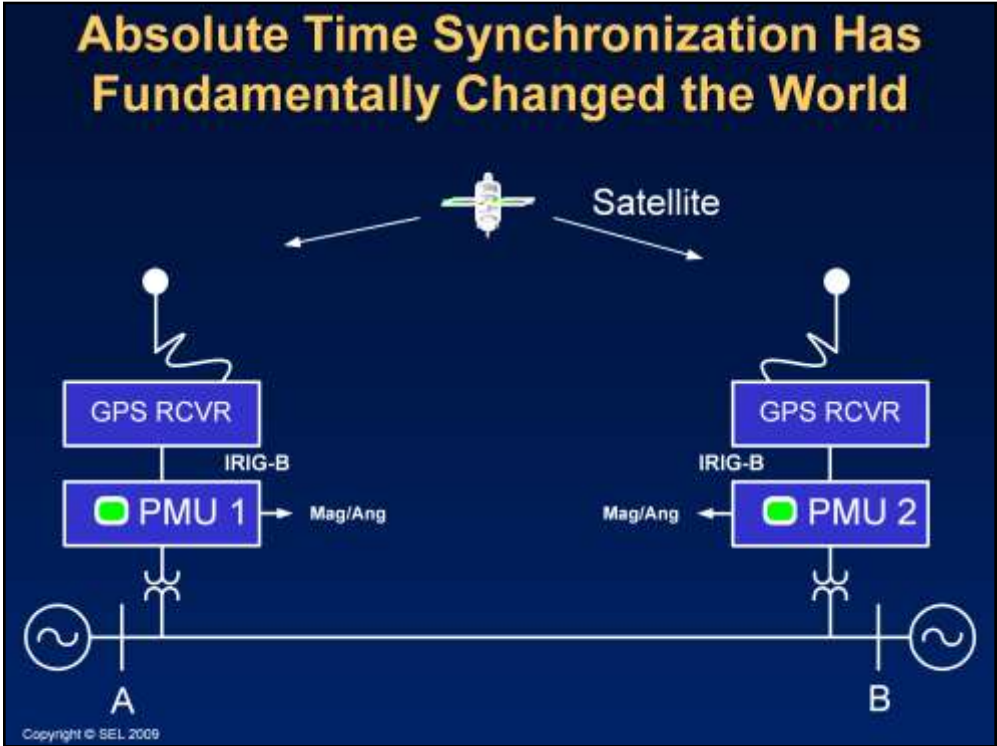 Absolute Time Synchronization Has
Fundamentally Changed the World
Satellite
GPS RCVR
GPS RCVR
IRIG-B
IRIG-B
PMU 1
Mag/Ang
Mag/Ang
PMU 2
A
B
Copyright © SEL 2009